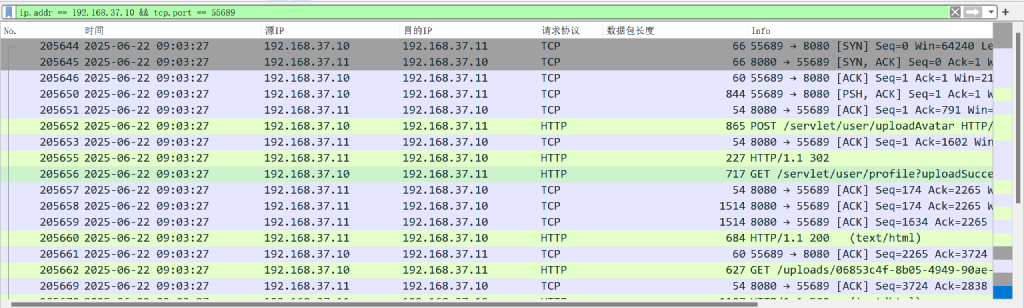 ip.addr == 192.168.37.10 && tcp.port == 55689
No. 时间 源IP 目的IP 请求协议 数据包长度 Info
205644 2025-06-22 09:03:27 192.168.37.10 192.168.37.11 TCP 66 55689 → 8080 [SYN] Seq=0 Win=64240 Le
205645 2025-06-22 09:03:27 192.168.37.11 192.168.37.10 TCP 66 8080 → 55689 [SYN, ACK] Seq=0 Ack=1 W
205646 2025-06-22 09:03:27 192.168.37.10 192.168.37.11 TCP 60 55689 → 8080 [ACK] Seq=1 Ack=1 Win=21
205650 2025-06-22 09:03:27 192.168.37.10 192.168.37.11 TCP 844 55689 → 8080 [PSH, ACK] Seq=1 Ack=1 W
205651 2025-06-22 09:03:27 192.168.37.11 192.168.37.10 TCP 54 8080 → 55689 [ACK] Seq=1 Ack=791 Win=
205652 2025-06-22 09:03:27 192.168.37.10 192.168.37.11 HTTP 865 POST /servlet/user/uploadAvatar HTTP/
205653 2025-06-22 09:03:27 192.168.37.11 192.168.37.10 TCP 54 8080 → 55689 [ACK] Seq=1 Ack=1602 Win
205655 2025-06-22 09:03:27 192.168.37.11 192.168.37.10 HTTP 227 HTTP/1.1 302
205656 2025-06-22 09:03:27 192.168.37.10 192.168.37.11 HTTP 717 GET /servlet/user/profile?uploadSucce
205657 2025-06-22 09:03:27 192.168.37.11 192.168.37.10 TCP 54 8080 → 55689 [ACK] Seq=174 Ack=2265 W
205658 2025-06-22 09:03:27 192.168.37.11 192.168.37.10 TCP 1514 8080 → 55689 [ACK] Seq=174 Ack=2265 W
205659 2025-06-22 09:03:27 192.168.37.11 192.168.37.10 TCP 1514 8080 → 55689 [ACK] Seq=1634 Ack=2265
205660 2025-06-22 09:03:27 192.168.37.11 192.168.37.10 HTTP 684 HTTP/1.1 200 (text/html)
205661 2025-06-22 09:03:27 192.168.37.10 192.168.37.11 TCP 60 55689 → 8080 [ACK] Seq=2265 Ack=3724
205662 2025-06-22 09:03:27 192.168.37.10 192.168.37.11 HTTP 627 GET /uploads/06853c4f-8b05-4949-90ae-
205665 2025-06-22 09:03:27 192.168.37.11 192.168.37.10 TCP 54 8080 → 55689 [ACK] Seq=3724 Ack=2838